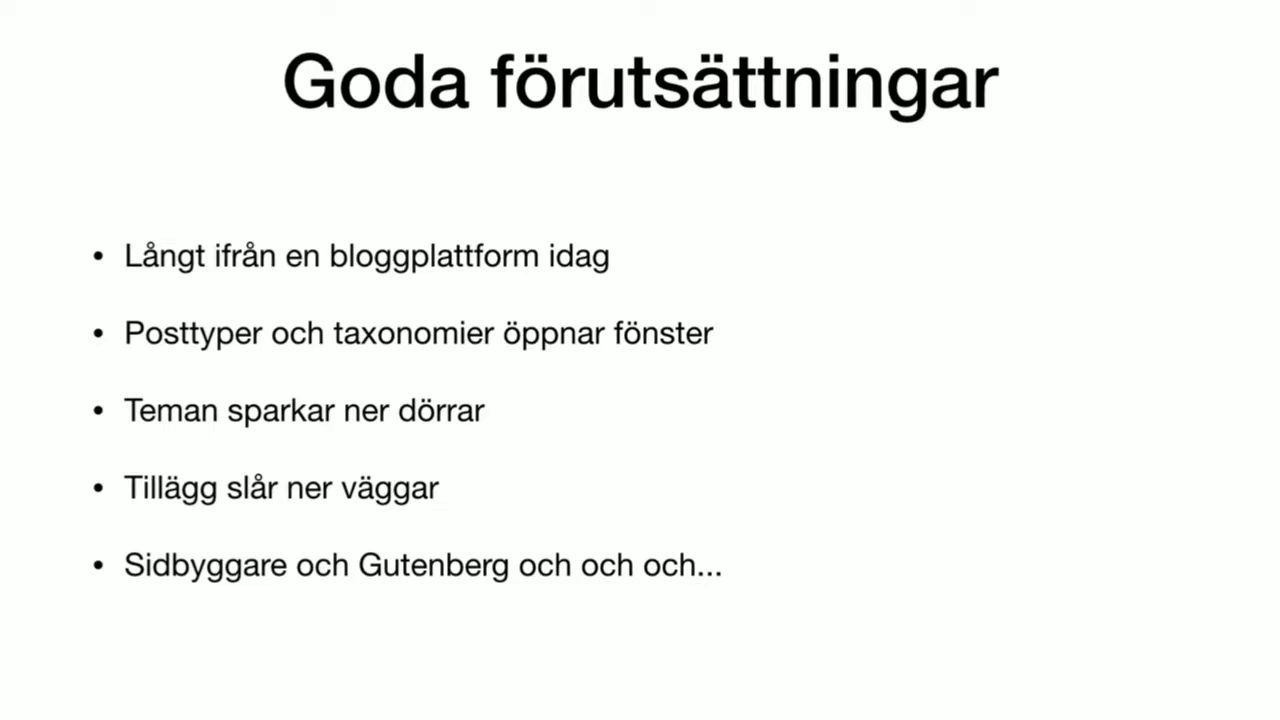 Goda förutsättningar
• Långt ifrån en bloggplattform idag
• Posttyper och taxonomier öppnar fönster
• Teman sparkar ner dörrar
• Tillägg slår ner väggar
• Sidbyggare och Gutenberg och och och...